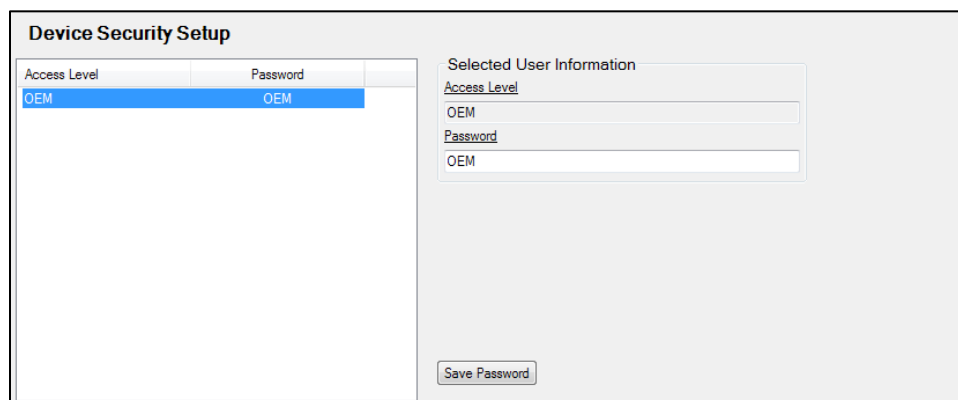 Device Security Setup
Access Level Password
OEM OEM
Selected User Information
Access Level
OEM
Password
OEM
Save Password